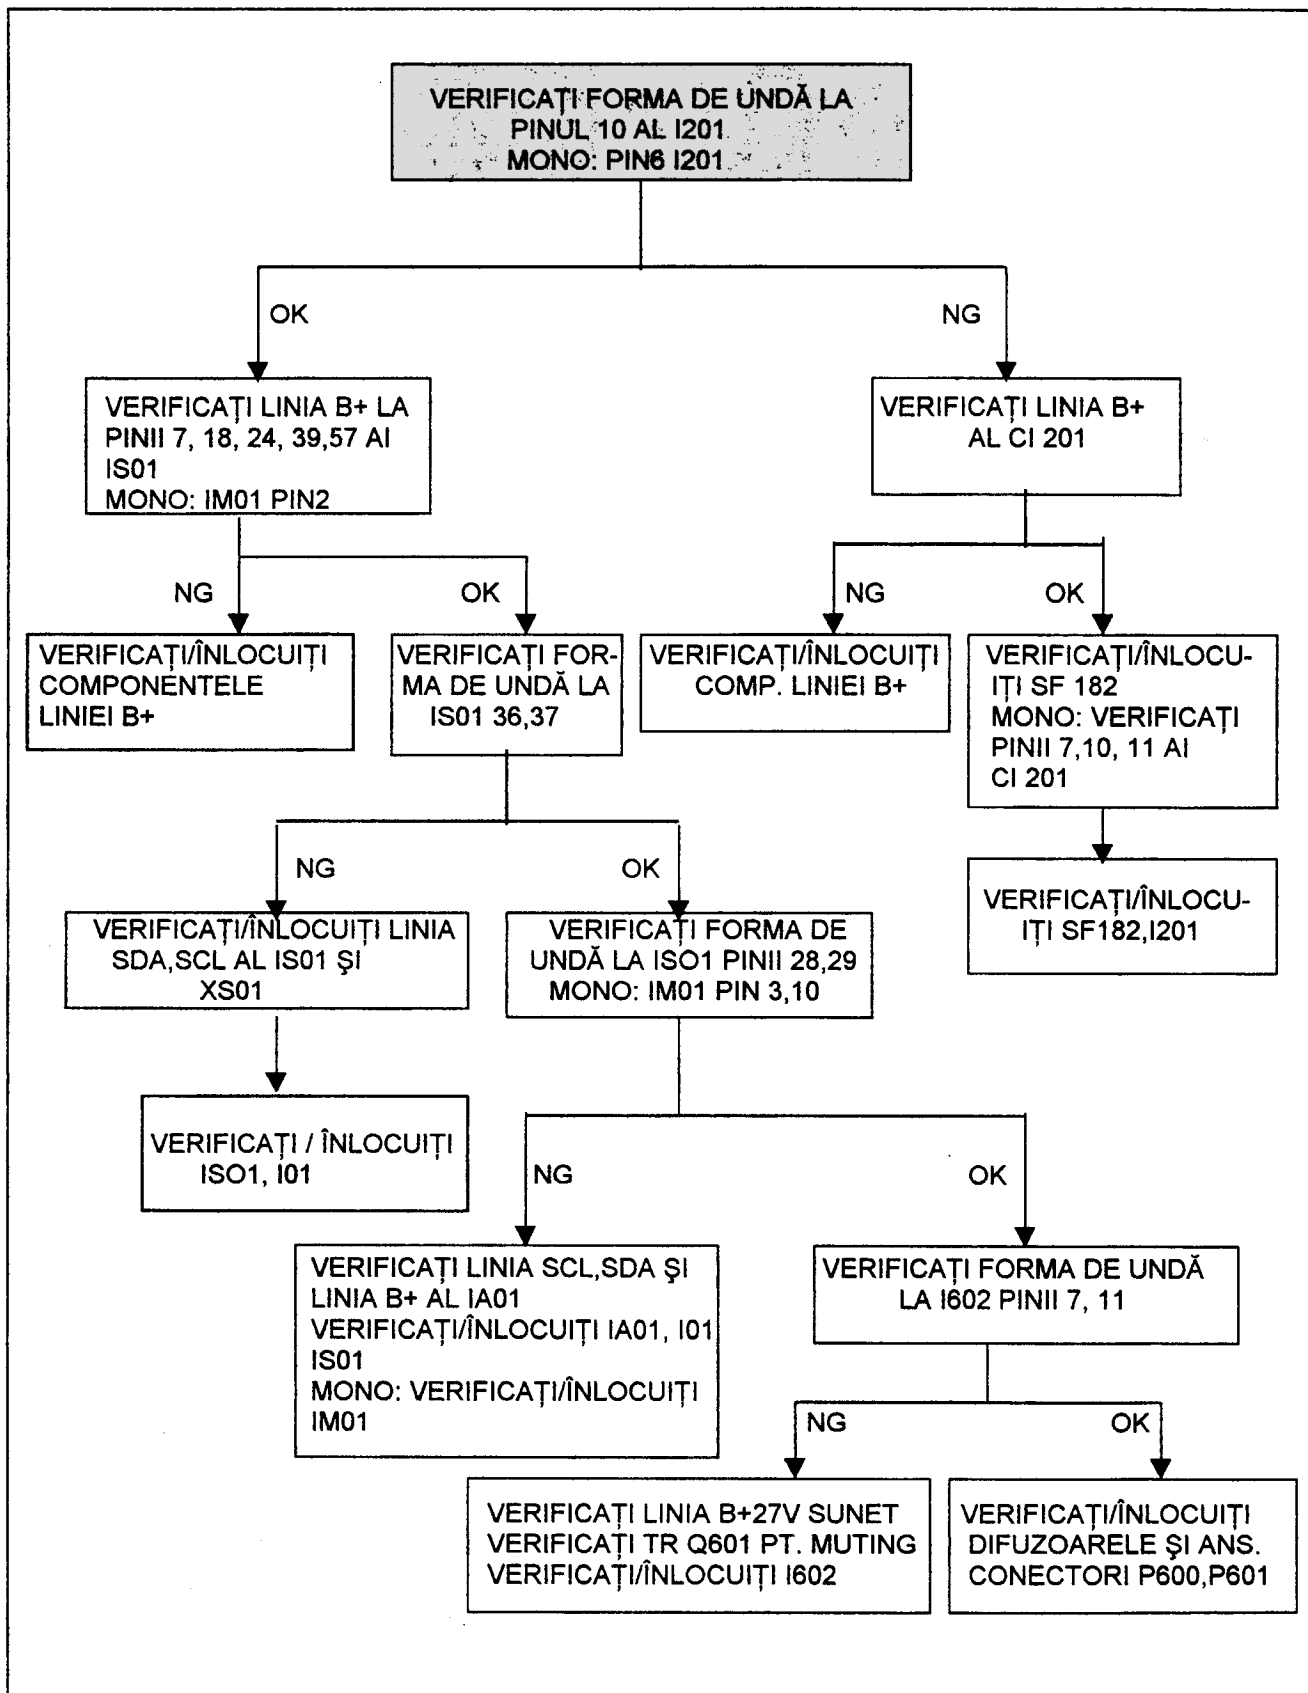 VERIFICAȚI FORMA DE UNDĂ LA
PINUL 10 AL I201
MONO: PIN6 I201
OK
NG
VERIFICAȚI LINIA B+ LA
PINII 7, 18, 24, 39,57 AI
IS01
MONO: IM01 PIN2
VERIFICAȚI LINIA B+
AL CI 201
NG
OK
NG
OK
VERIFICAȚI/ÎNLOCUIȚI
COMPONENTELE
LINIEI B+
VERIFICAȚI FOR-
MA DE UNDĂ LA
IS01 36,37
VERIFICAȚI/ÎNLOCUIȚI
COMP. LINIEI B+
VERIFICAȚI/ÎNLOCU-
IȚI SF 182
MONO: VERIFICAȚI
PINII 7,10, 11 AI
CI 201
NG
OK
VERIFICAȚI/ÎNLOCU-
IȚI SF182,I201
VERIFICAȚI/ÎNLOCUIȚI LINIA
SDA,SCL AL IS01 ȘI
XS01
VERIFICAȚI FORMA DE
UNDĂ LA ISO1 PINII 28,29
MONO: IM01 PIN 3,10
VERIFICAȚI / ÎNLOCUIȚI
ISO1, I01
NG
OK
VERIFICAȚI LINIA SCL,SDA ȘI
LINIA B+ AL IA01
VERIFICAȚI/ÎNLOCUIȚI IA01, I01
IS01
MONO: VERIFICAȚI/ÎNLOCUIȚI
IM01
VERIFICAȚI FORMA DE UNDĂ
LA I602 PINII 7, 11
NG
OK
VERIFICAȚI LINIA B+27V SUNET
VERIFICAȚI TR Q601 PT. MUTING
VERIFICAȚI/ÎNLOCUIȚI I602
VERIFICAȚI/ÎNLOCUIȚI
DIFUZOARELE ȘI ANS.
CONECTORI P600,P601